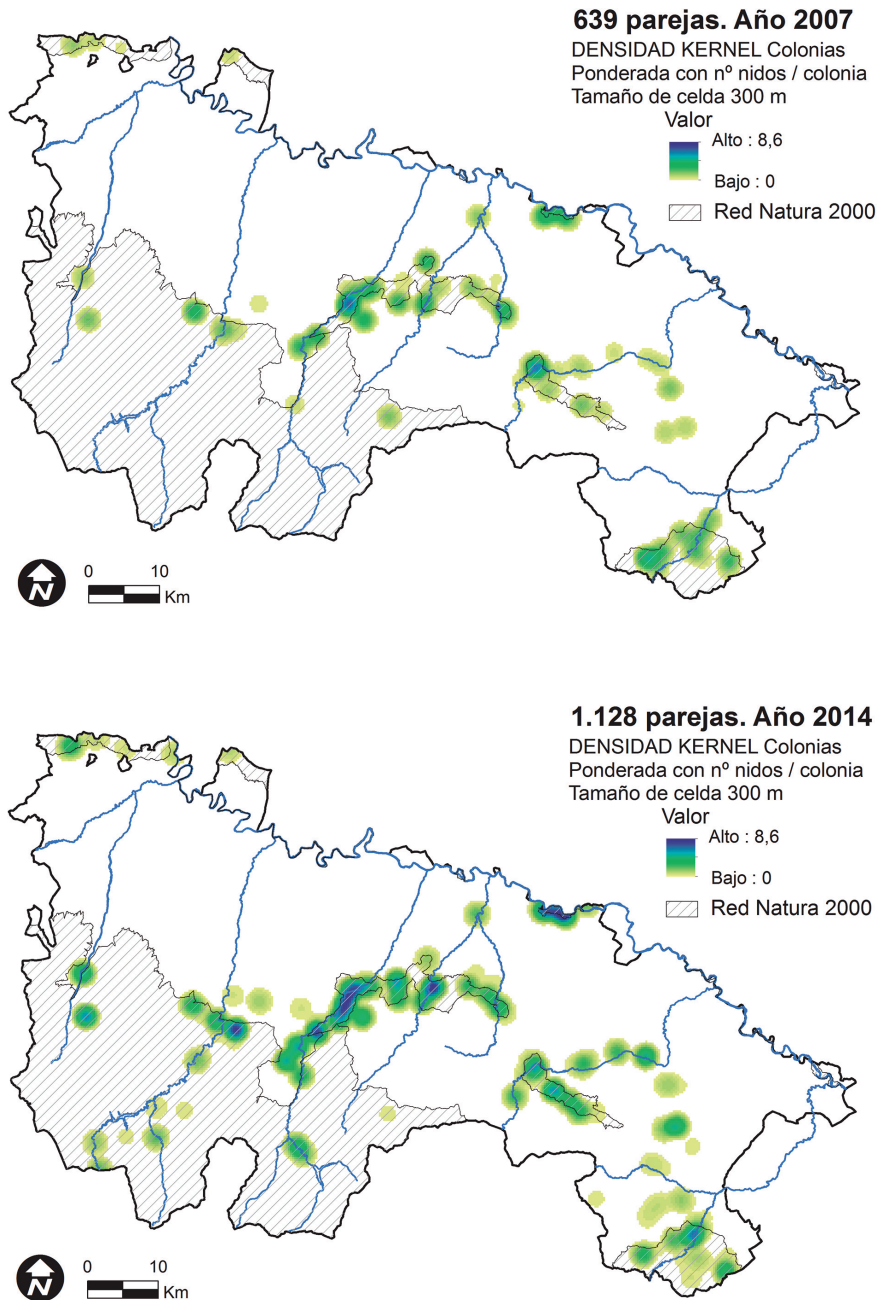 639 parejas. Año 2007
DENSIDAD KERNEL Colonias
Ponderada con nº nidos / colonia
Tamaño de celda 300 m
Valor
Alto : 8,6
Bajo : 0
Red Natura 2000
N
0 10
Km
1.128 parejas. Año 2014
DENSIDAD KERNEL Colonias
Ponderada con nº nidos / colonia
Tamaño de celda 300 m
Valor
Alto : 8,6
Bajo : 0
Red Natura 2000
N
0 10
Km